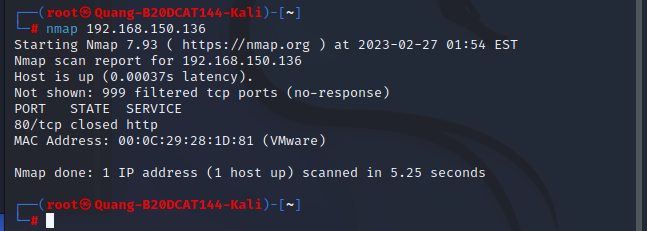 ┌──(root㉿Quang-B20DCAT144-Kali)-[~]
└─# nmap 192.168.150.136
Starting Nmap 7.93 ( https://nmap.org ) at 2023-02-27 01:54 EST
Nmap scan report for 192.168.150.136
Host is up (0.00037s latency).
Not shown: 999 filtered tcp ports (no-response)
PORT   STATE  SERVICE
80/tcp closed http
MAC Address: 00:0C:29:28:1D:81 (VMware)
Nmap done: 1 IP address (1 host up) scanned in 5.25 seconds
┌──(root㉿Quang-B20DCAT144-Kali)-[~]
└─#